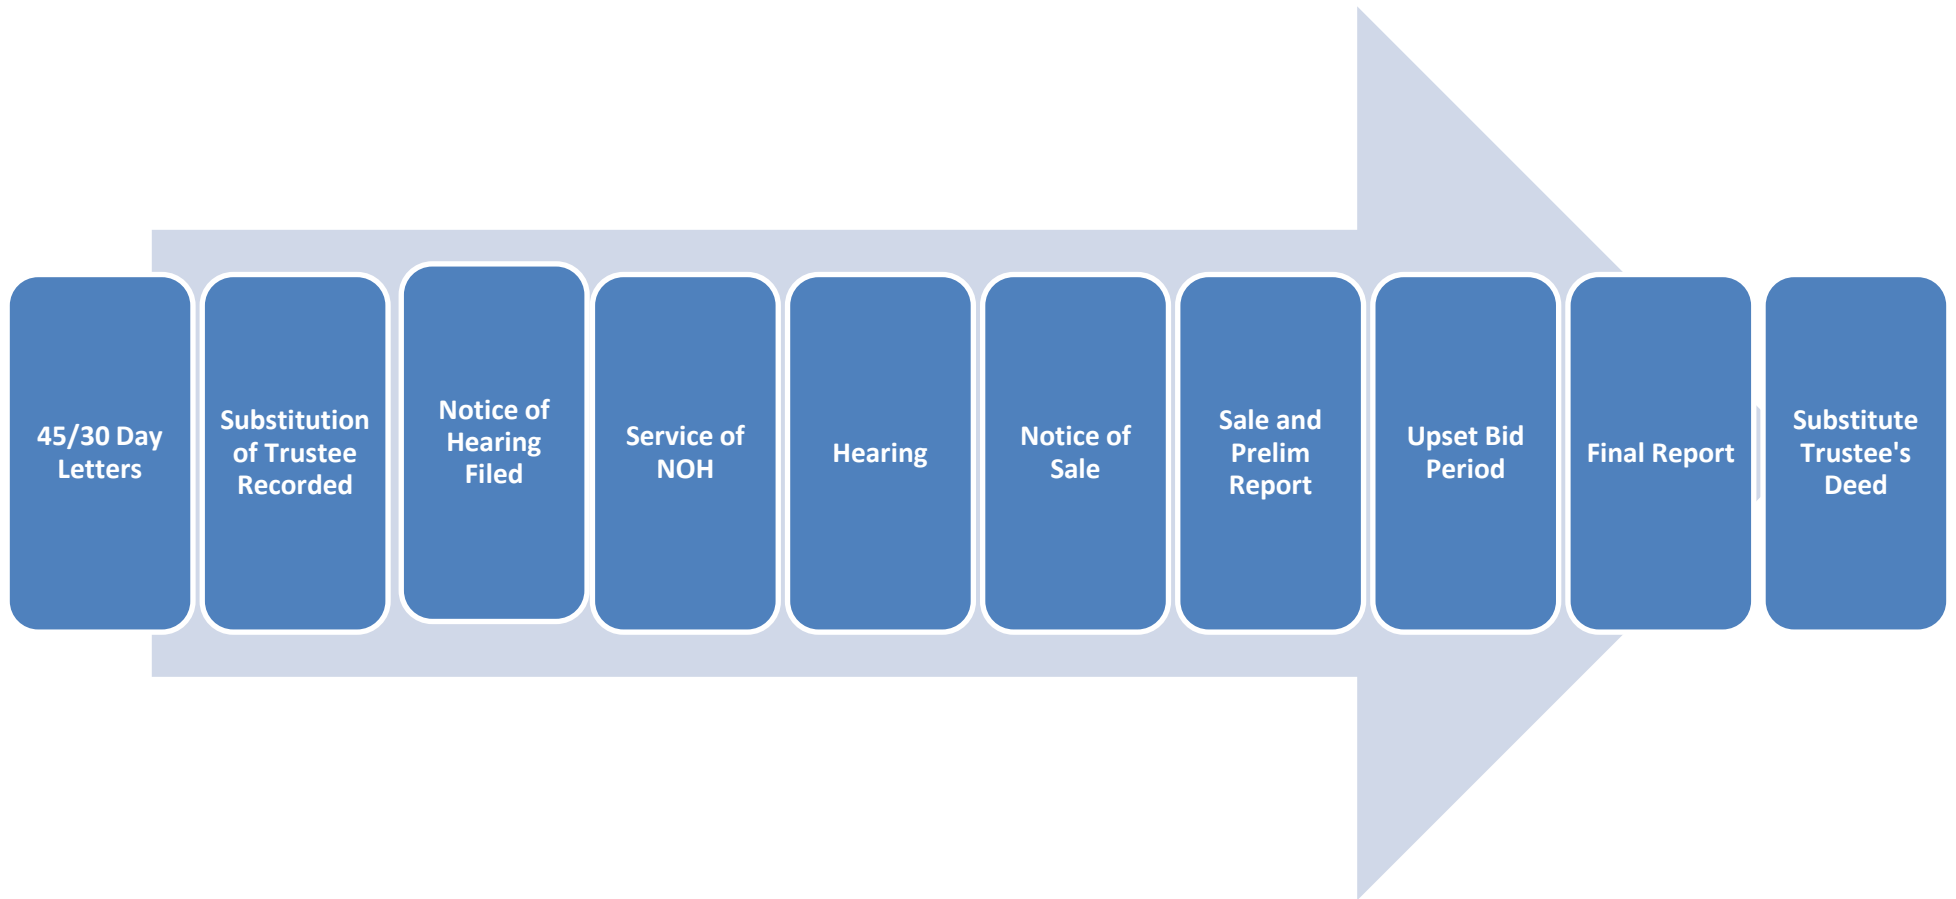 45/30 Day
Letters
Substitution
of Trustee
Recorded
Notice of
Hearing
Filed
Service of
NOH
Hearing
Notice of
Sale
Sale and
Prelim
Report
Upset Bid
Period
Final Report
Substitute
Trustee's
Deed